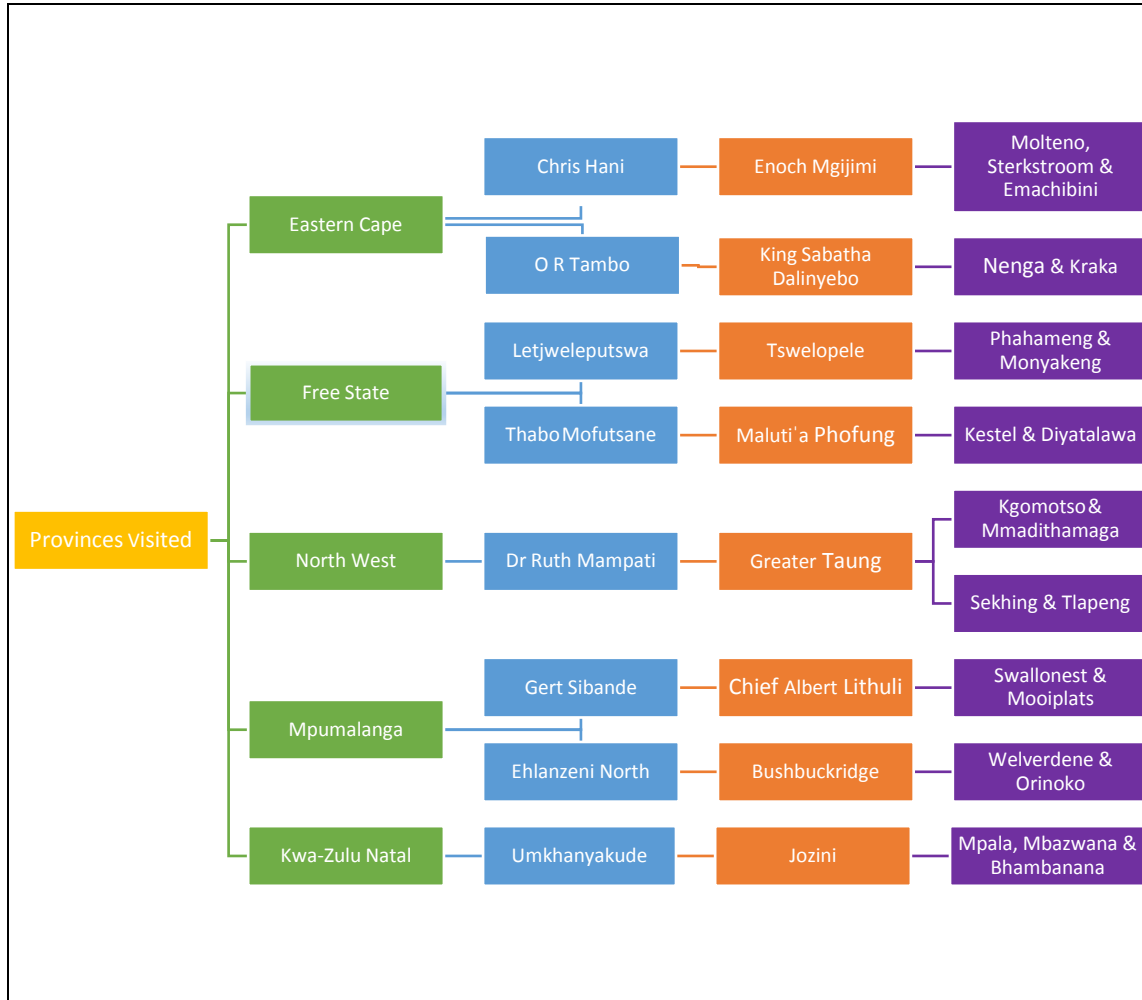 Provinces Visited
Eastern Cape
Chris Hani
Enoch Mgijimi
Molteno,
Sterkstroom &
Emachibini
O R Tambo
King Sabatha
Dalinyebo
Nenga & Kraka
Free State
Letjweleputswa
Tswelopele
Phahameng &
Monyakeng
Thabo Mofutsane
Maluti'a Phofung
Kestel & Diyatalawa
North West
Dr Ruth Mampati
Greater Taung
Kgomotso &
Mmadithamaga
Sekhing & Tlapeng
Mpumalanga
Gert Sibande
Chief Albert Lithuli
Swallonest &
Mooiplats
Ehlanzeni North
Bushbuckridge
Welverdene &
Orinoko
Kwa-Zulu Natal
Umkhanyakude
Jozini
Mpala, Mbazwana &
Bhambanana